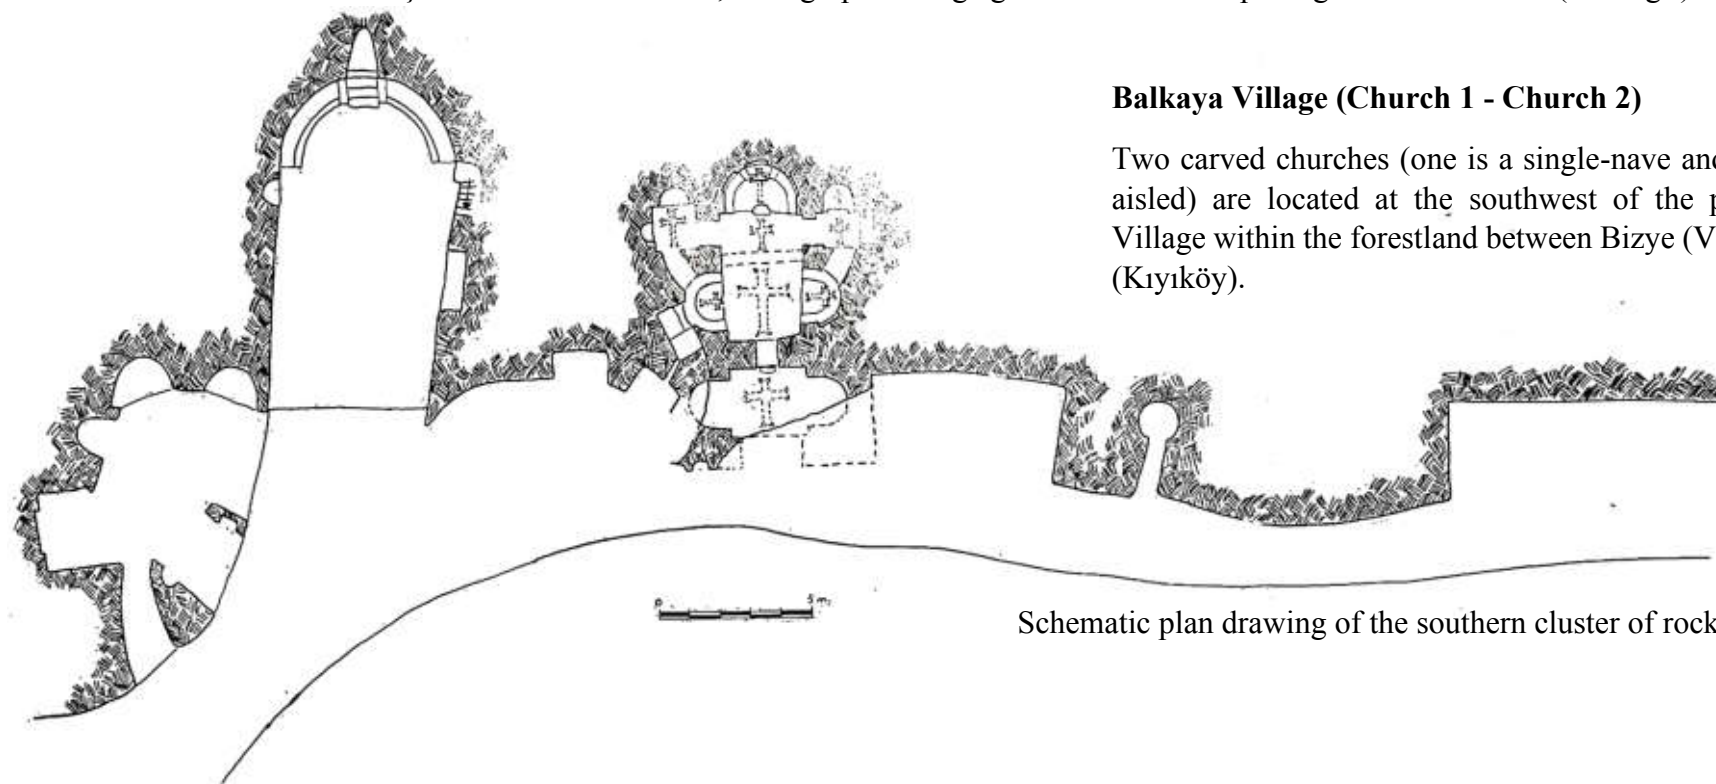 Balkaya Village (Church 1 - Church 2)
Two carved churches (one is a single-nave and
aisled) are located at the southwest of the
Village within the forestland between Bizye
(Kıyıköy).
0 5 m.
Schematic plan drawing of the southern cluster of rock